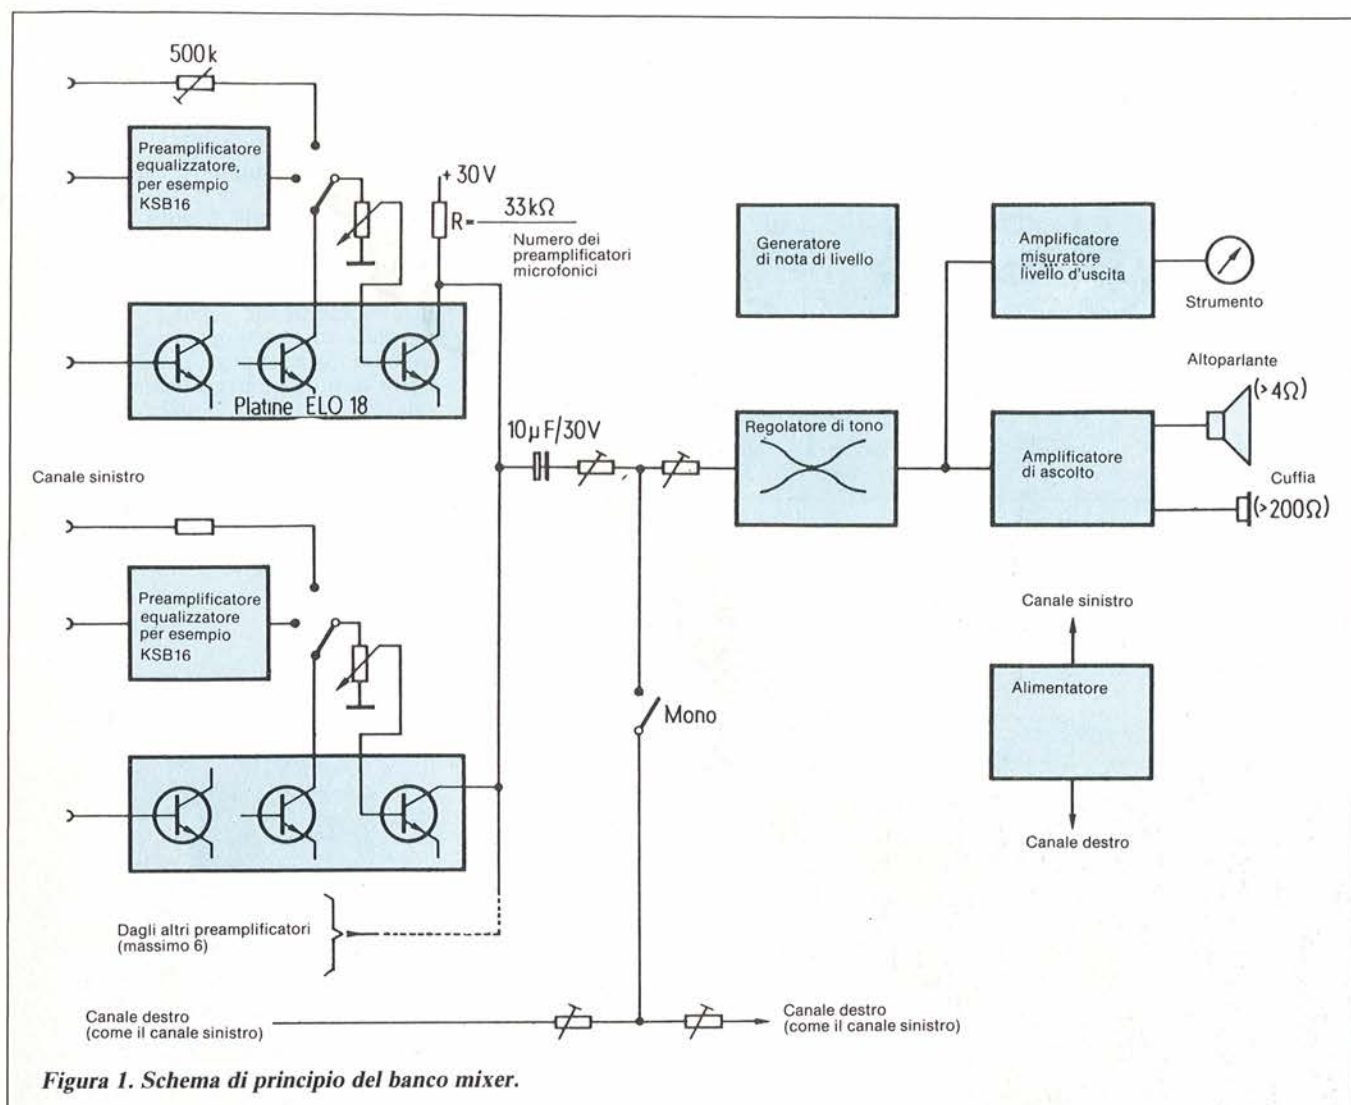 500k
Preamplificatore
equalizzatore,
per esempio
KSB16
+30V
R= 33kΩ
Numero dei
preamplificatori
microfonici
Platine ELO 18
Canale sinistro
Preamplificatore
equalizzatore
per esempio
KSB16
10µF/30V
Mono
Dagli altri preamplificatori
(massimo 6)
Canale destro
(come il canale sinistro)
Canale destro
(come il canale sinistro)
Generatore
di nota di livello
Amplificatore
misuratore
livello d'uscita
Strumento
Altoparlante
(>4Ω)
Regolatore di tono
Amplificatore
di ascolto
Cuffia
(>200Ω)
Canale sinistro
Alimentatore
Canale destro
Figura 1. Schema di principio del banco mixer.